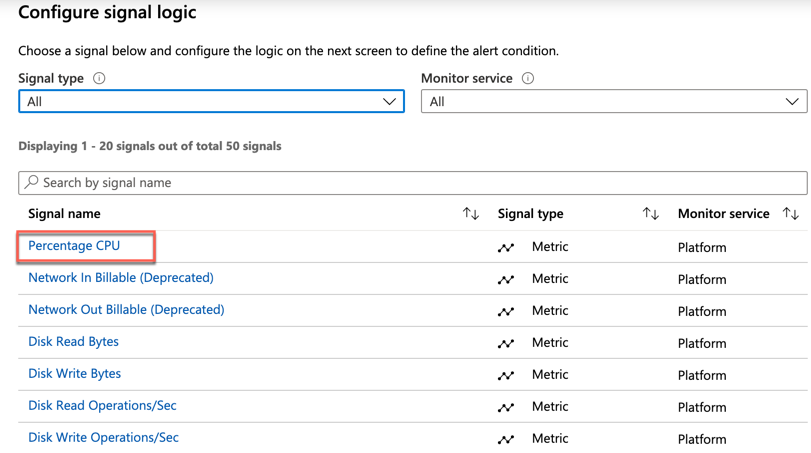 Configure signal logic
Choose a signal below and configure the logic on the next screen to define the alert condition.
Signal type Monitor service
All All
Displaying 1 - 20 signals out of total 50 signals
Search by signal name
Signal name Signal type Monitor service
Percentage CPU Metric Platform
Network In Billable (Deprecated) Metric Platform
Network Out Billable (Deprecated) Metric Platform
Disk Read Bytes Metric Platform
Disk Write Bytes Metric Platform
Disk Read Operations/Sec Metric Platform
Disk Write Operations/Sec Metric Platform